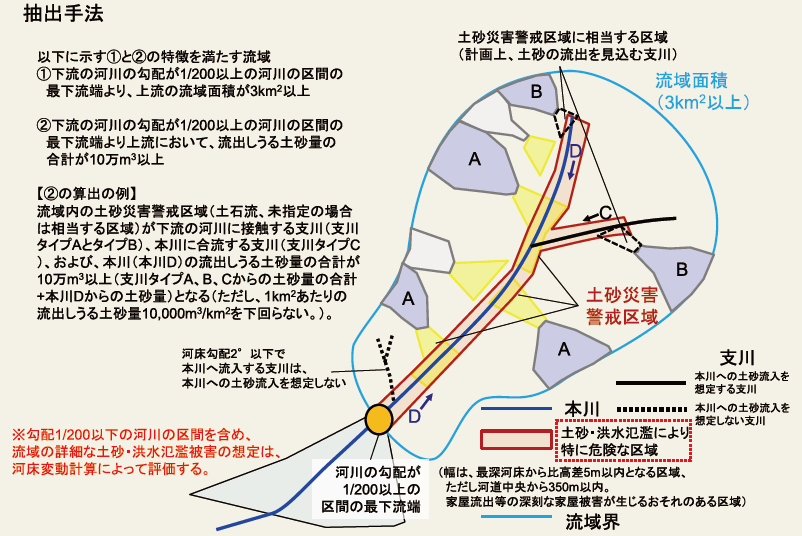 抽出手法
以下に示す①と②の特徴を満たす流域
①下流の河川の勾配が1/200以上の河川の区間の
最下流端より、上流の流域面積が3km²以上
②下流の河川の勾配が1/200以上の河川の区間の
最下流端より上流において、流出しうる土砂量の
合計が10万m³以上
【②の算出の例】
流域内の土砂災害警戒区域(土石流、未指定の場合
は相当する区域)が下流の河川に接触する支川(支川
タイプAとタイプB)、本川に合流する支川(支川タイプC
)、および、本川(本川D)の流出しうる土砂量の合計が
10万m³以上(支川タイプA、B、Cからの土砂量の合計
+本川Dからの土砂量)となる(ただし、1km²あたりの
流出しうる土砂量10,000m³/km²を下回らない。)。
土砂災害警戒区域に相当する区域
(計画上、土砂の流出を見込む支川)
流域面積
(3km²以上)
B
A
D
C
B
A
土砂災害
警戒区域
A
河床勾配2°以下で
本川へ流入する支川は、
本川への土砂流入を想定しない
D
※勾配1/200以下の河川の区間を含め、
流域の詳細な土砂・洪水氾濫被害の想定は、
河床変動計算によって評価する。
河川の勾配が
1/200以上の
区間の最下流端
支川
本川への土砂流入を
想定する支川
本川
本川への土砂流入を
想定しない支川
土砂・洪水氾濫により
特に危険な区域
(幅は、最深河床から比高差5m以内となる区域、
ただし河道中央から350m以内。
家屋流出等の深刻な家屋被害が生じるおそれのある区域)
流域界